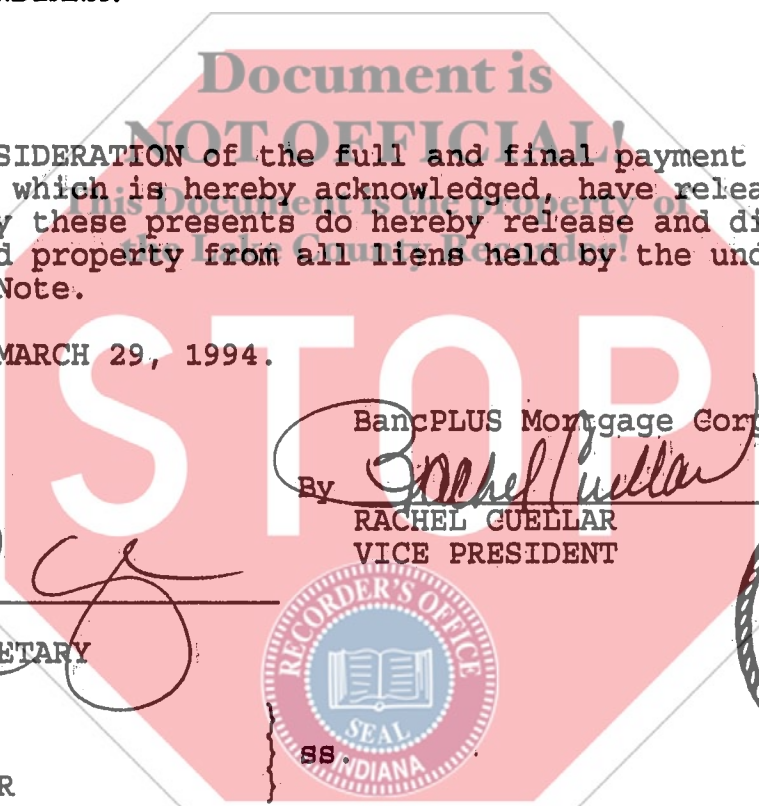 Document is
NOT OFFICIAL!
SIDERATION of the full and final payment
This Document is the property of
which is hereby acknowledged, have relea
y these presents do hereby release and di
the Lake County Recorder!
d property from all liens held by the und
Note.
MARCH 29, 1994.
STOP
BancPLUS Mortgage Corp
By Rachel Cuellar
RACHEL CUELLAR
VICE PRESIDENT
ETARY
RECORDER'S OFFICE
SEAL
INDIANA
ss.
R